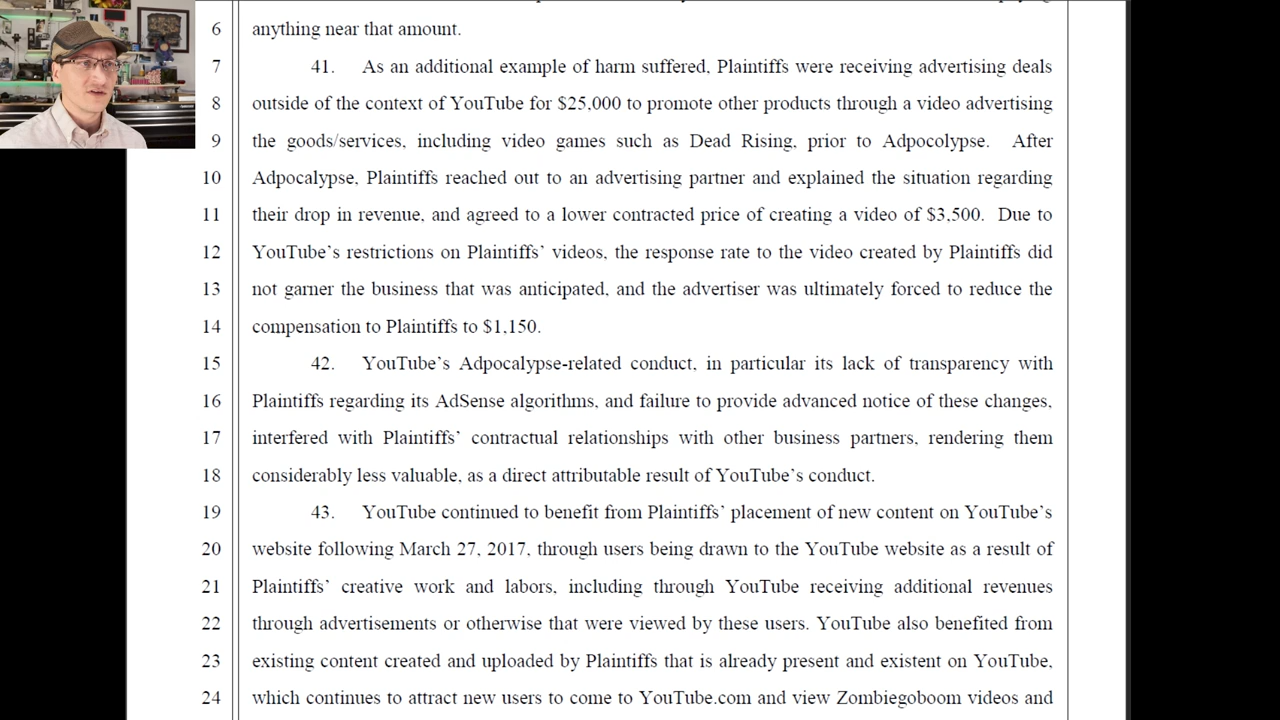 6 anything near that amount.
7 41. As an additional example of harm suffered, Plaintiffs were receiving advertising deals
8 outside of the context of YouTube for $25,000 to promote other products through a video advertising
9 the goods/services, including video games such as Dead Rising, prior to Adpocolypse. After
10 Adpocalypse, Plaintiffs reached out to an advertising partner and explained the situation regarding
11 their drop in revenue, and agreed to a lower contracted price of creating a video of $3,500. Due to
12 YouTube’s restrictions on Plaintiffs’ videos, the response rate to the video created by Plaintiffs did
13 not garner the business that was anticipated, and the advertiser was ultimately forced to reduce the
14 compensation to Plaintiffs to $1,150.
15 42. YouTube’s Adpocalypse-related conduct, in particular its lack of transparency with
16 Plaintiffs regarding its AdSense algorithms, and failure to provide advanced notice of these changes,
17 interfered with Plaintiffs’ contractual relationships with other business partners, rendering them
18 considerably less valuable, as a direct attributable result of YouTube’s conduct.
19 43. YouTube continued to benefit from Plaintiffs’ placement of new content on YouTube’s
20 website following March 27, 2017, through users being drawn to the YouTube website as a result of
21 Plaintiffs’ creative work and labors, including through YouTube receiving additional revenues
22 through advertisements or otherwise that were viewed by these users. YouTube also benefited from
23 existing content created and uploaded by Plaintiffs that is already present and existent on YouTube,
24 which continues to attract new users to come to YouTube.com and view Zombiegoboom videos and